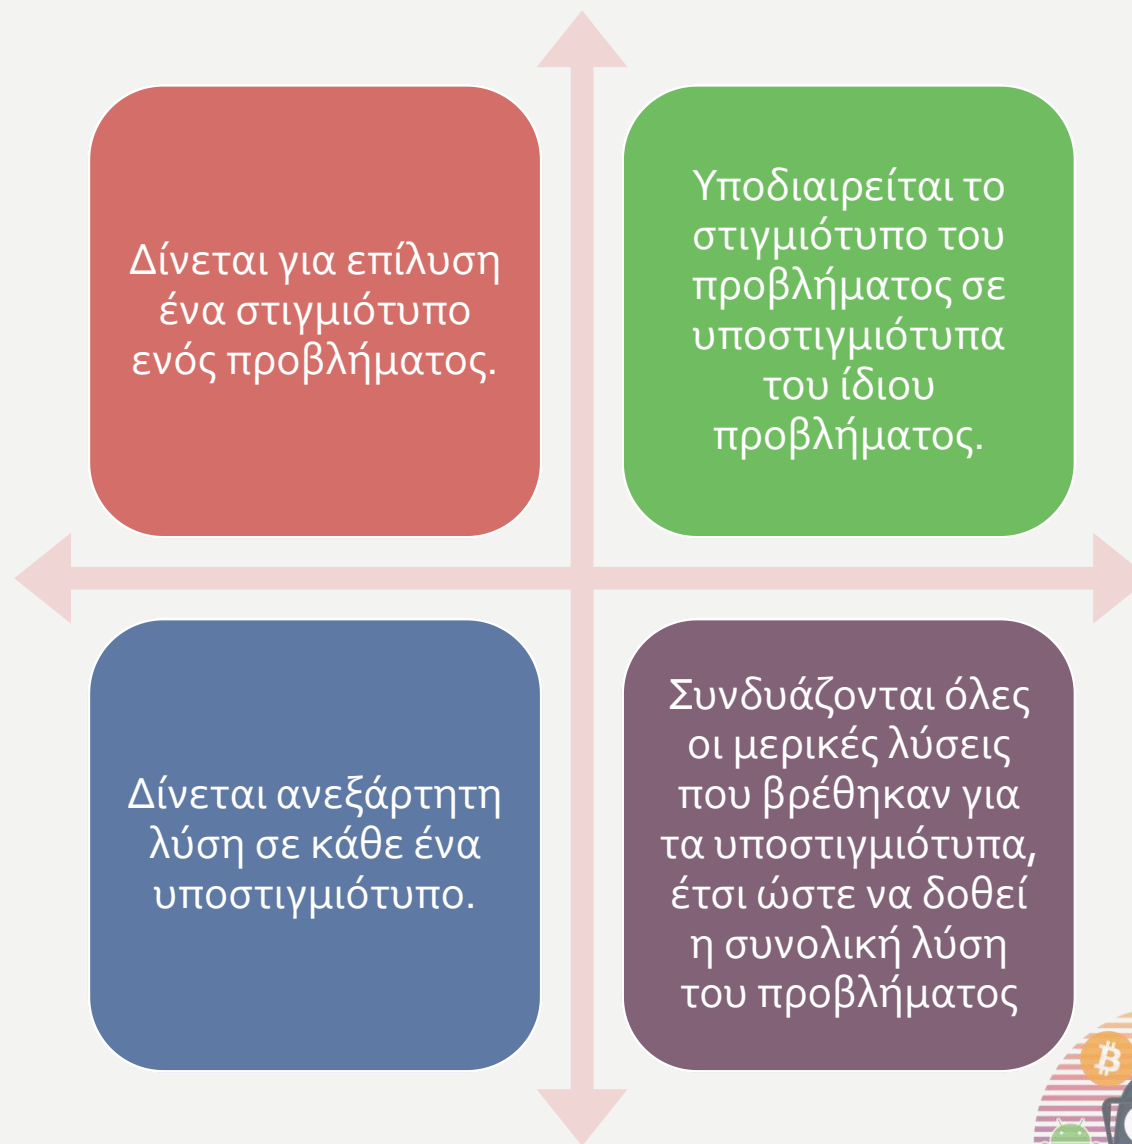 Δίνεται για επίλυση
ένα στιγμιότυπο
ενός προβλήματος.
Υποδιαιρείται το
στιγμιότυπο του
προβλήματος σε
υποστιγμιότυπα
του ίδιου
προβλήματος.
Δίνεται ανεξάρτητη
λύση σε κάθε ένα
υποστιγμιότυπο.
Συνδυάζονται όλες
οι μερικές λύσεις
που βρέθηκαν για
τα υποστιγμιότυπα,
έτσι ώστε να δοθεί
η συνολική λύση
του προβλήματος